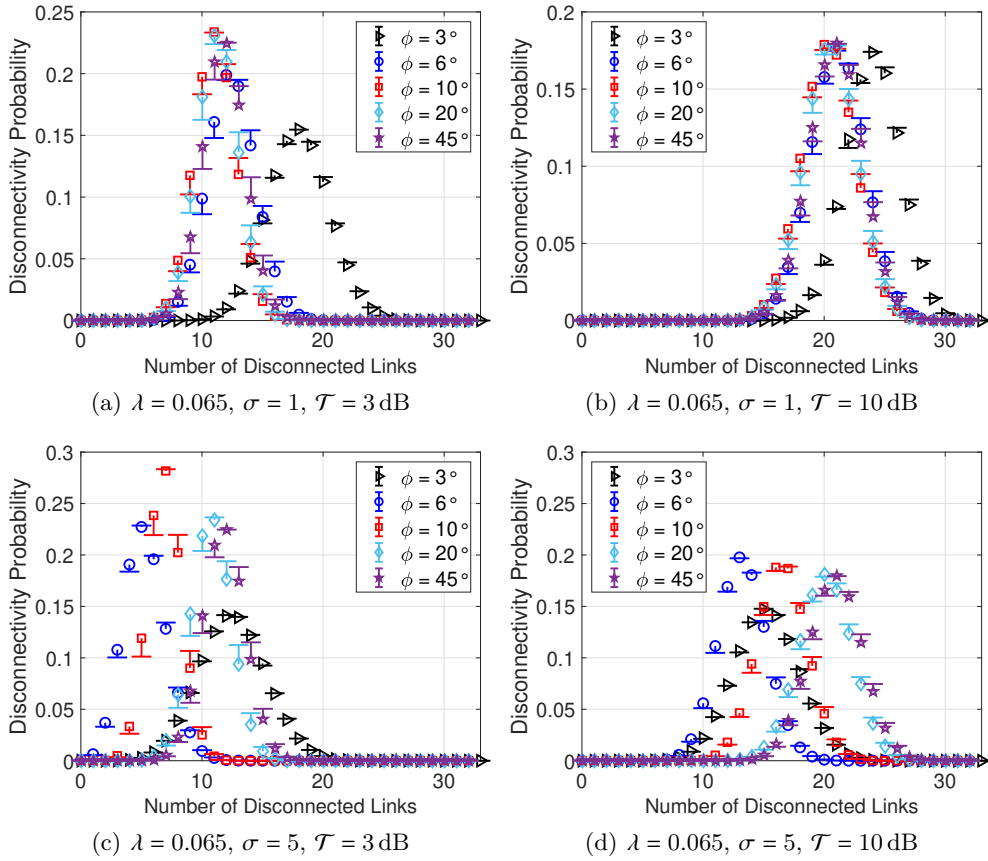 0.25
0.2
0.15
0.1
0.05
0
Disconnectivity Probability
0 10 20 30
Number of Disconnected Links
ϕ = 3°
ϕ = 6°
ϕ = 10°
ϕ = 20°
ϕ = 45°
(a) λ = 0.065, σ = 1, 𝒯 = 3 dB
0.2
0.15
0.1
0.05
0
Disconnectivity Probability
0 10 20 30
Number of Disconnected Links
ϕ = 3°
ϕ = 6°
ϕ = 10°
ϕ = 20°
ϕ = 45°
(b) λ = 0.065, σ = 1, 𝒯 = 10 dB
0.3
0.25
0.2
0.15
0.1
0.05
0
Disconnectivity Probability
0 10 20 30
Number of Disconnected Links
ϕ = 3°
ϕ = 6°
ϕ = 10°
ϕ = 20°
ϕ = 45°
(c) λ = 0.065, σ = 5, 𝒯 = 3 dB
0.3
0.25
0.2
0.15
0.1
0.05
0
Disconnectivity Probability
0 10 20 30
Number of Disconnected Links
ϕ = 3°
ϕ = 6°
ϕ = 10°
ϕ = 20°
ϕ = 45°
(d) λ = 0.065, σ = 5, 𝒯 = 10 dB